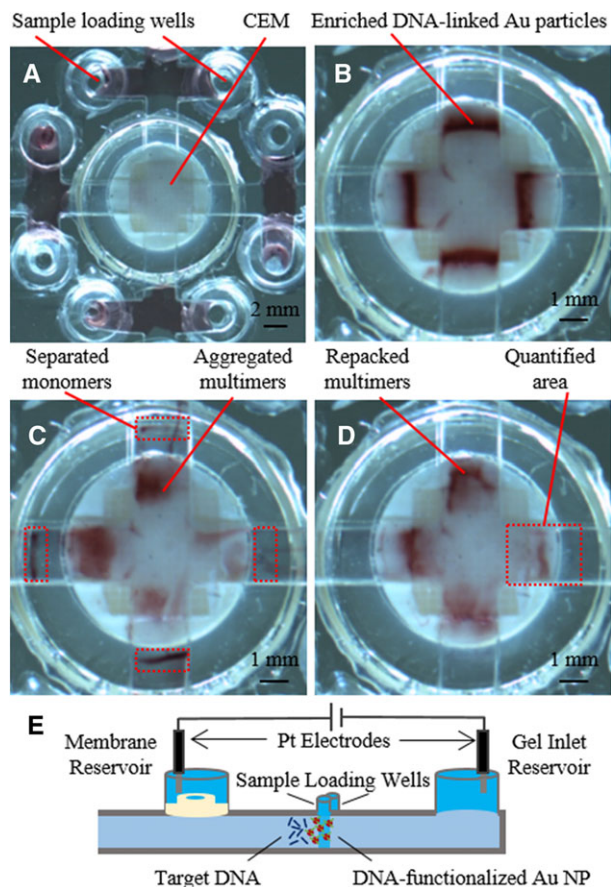 Sample loading wells
CEM
Enriched DNA-linked Au particles
A
B
2 mm
1 mm
Separated
monomers
Aggregated
multimers
Repacked
multimers
Quantified
area
C
D
1 mm
1 mm
E
Membrane
Reservoir
Pt Electrodes
Gel Inlet
Reservoir
Sample Loading Wells
Target DNA
DNA-functionalized Au NP